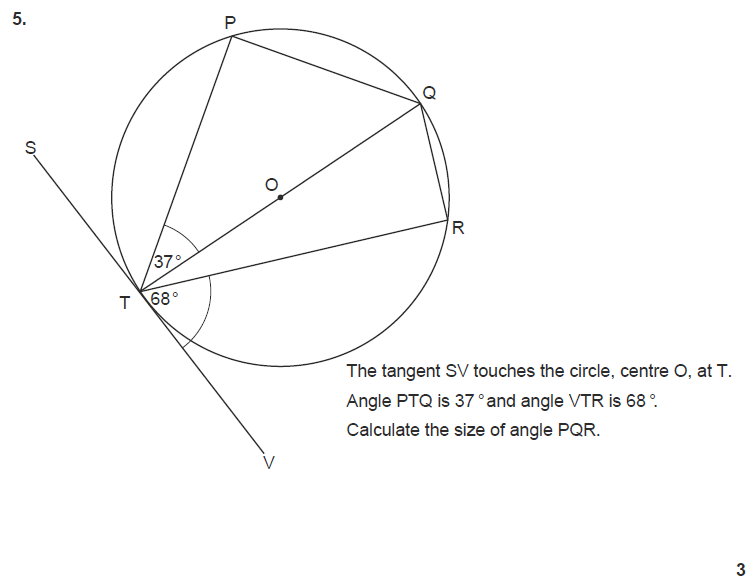 5.
P
Q
S
O
R
37°
T
68°
The tangent SV touches the circle, centre O, at T.
Angle PTQ is 37° and angle VTR is 68°.
Calculate the size of angle PQR.
V
3